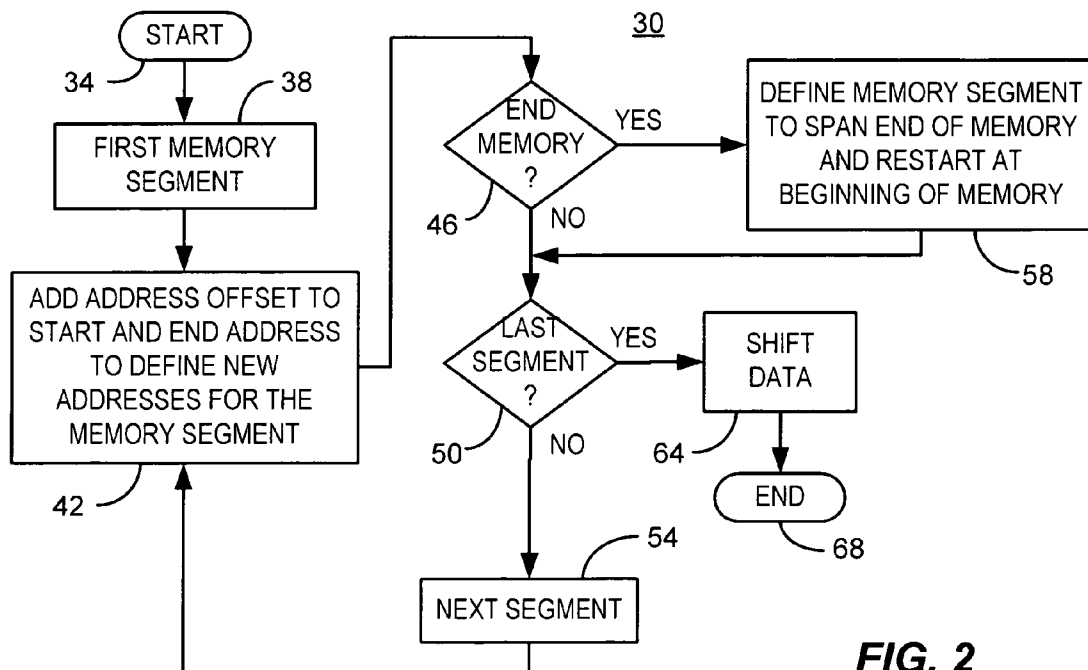 30
START
34
38
FIRST MEMORY
SEGMENT
ADD ADDRESS OFFSET TO
START AND END ADDRESS
TO DEFINE NEW
ADDRESSES FOR THE
MEMORY SEGMENT
42
END
MEMORY
?
YES
46
NO
DEFINE MEMORY SEGMENT
TO SPAN END OF MEMORY
AND RESTART AT
BEGINNING OF MEMORY
58
LAST
SEGMENT
?
YES
50
NO
SHIFT
DATA
64
END
68
54
NEXT SEGMENT
FIG. 2